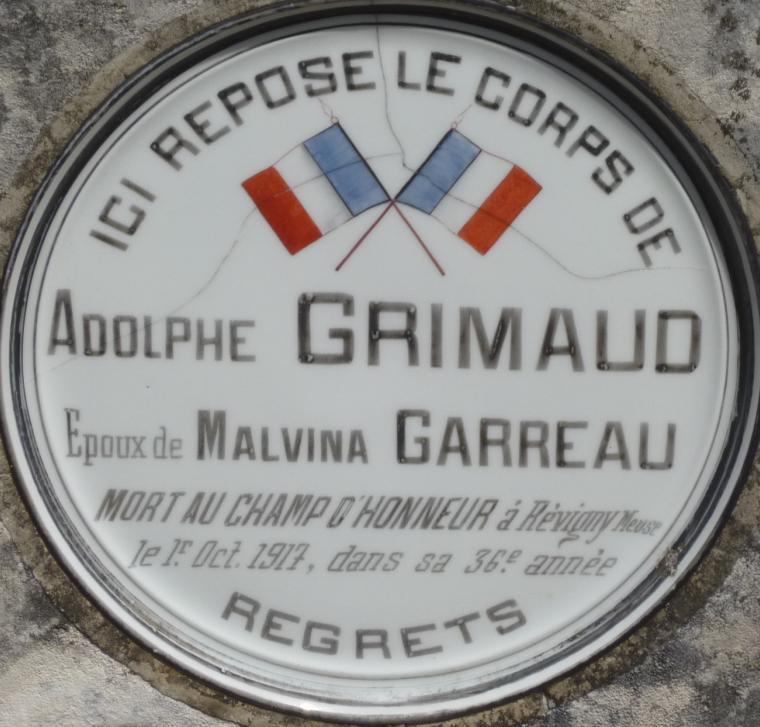 ICI REPOSE LE CORPS DE
ADOLPHE GRIMAUD
Epoux de MALVINA GARREAU
MORT AU CHAMP D'HONNEUR à Révigny Meuse
le 1er Oct. 1917, dans sa 36e année
REGRETS